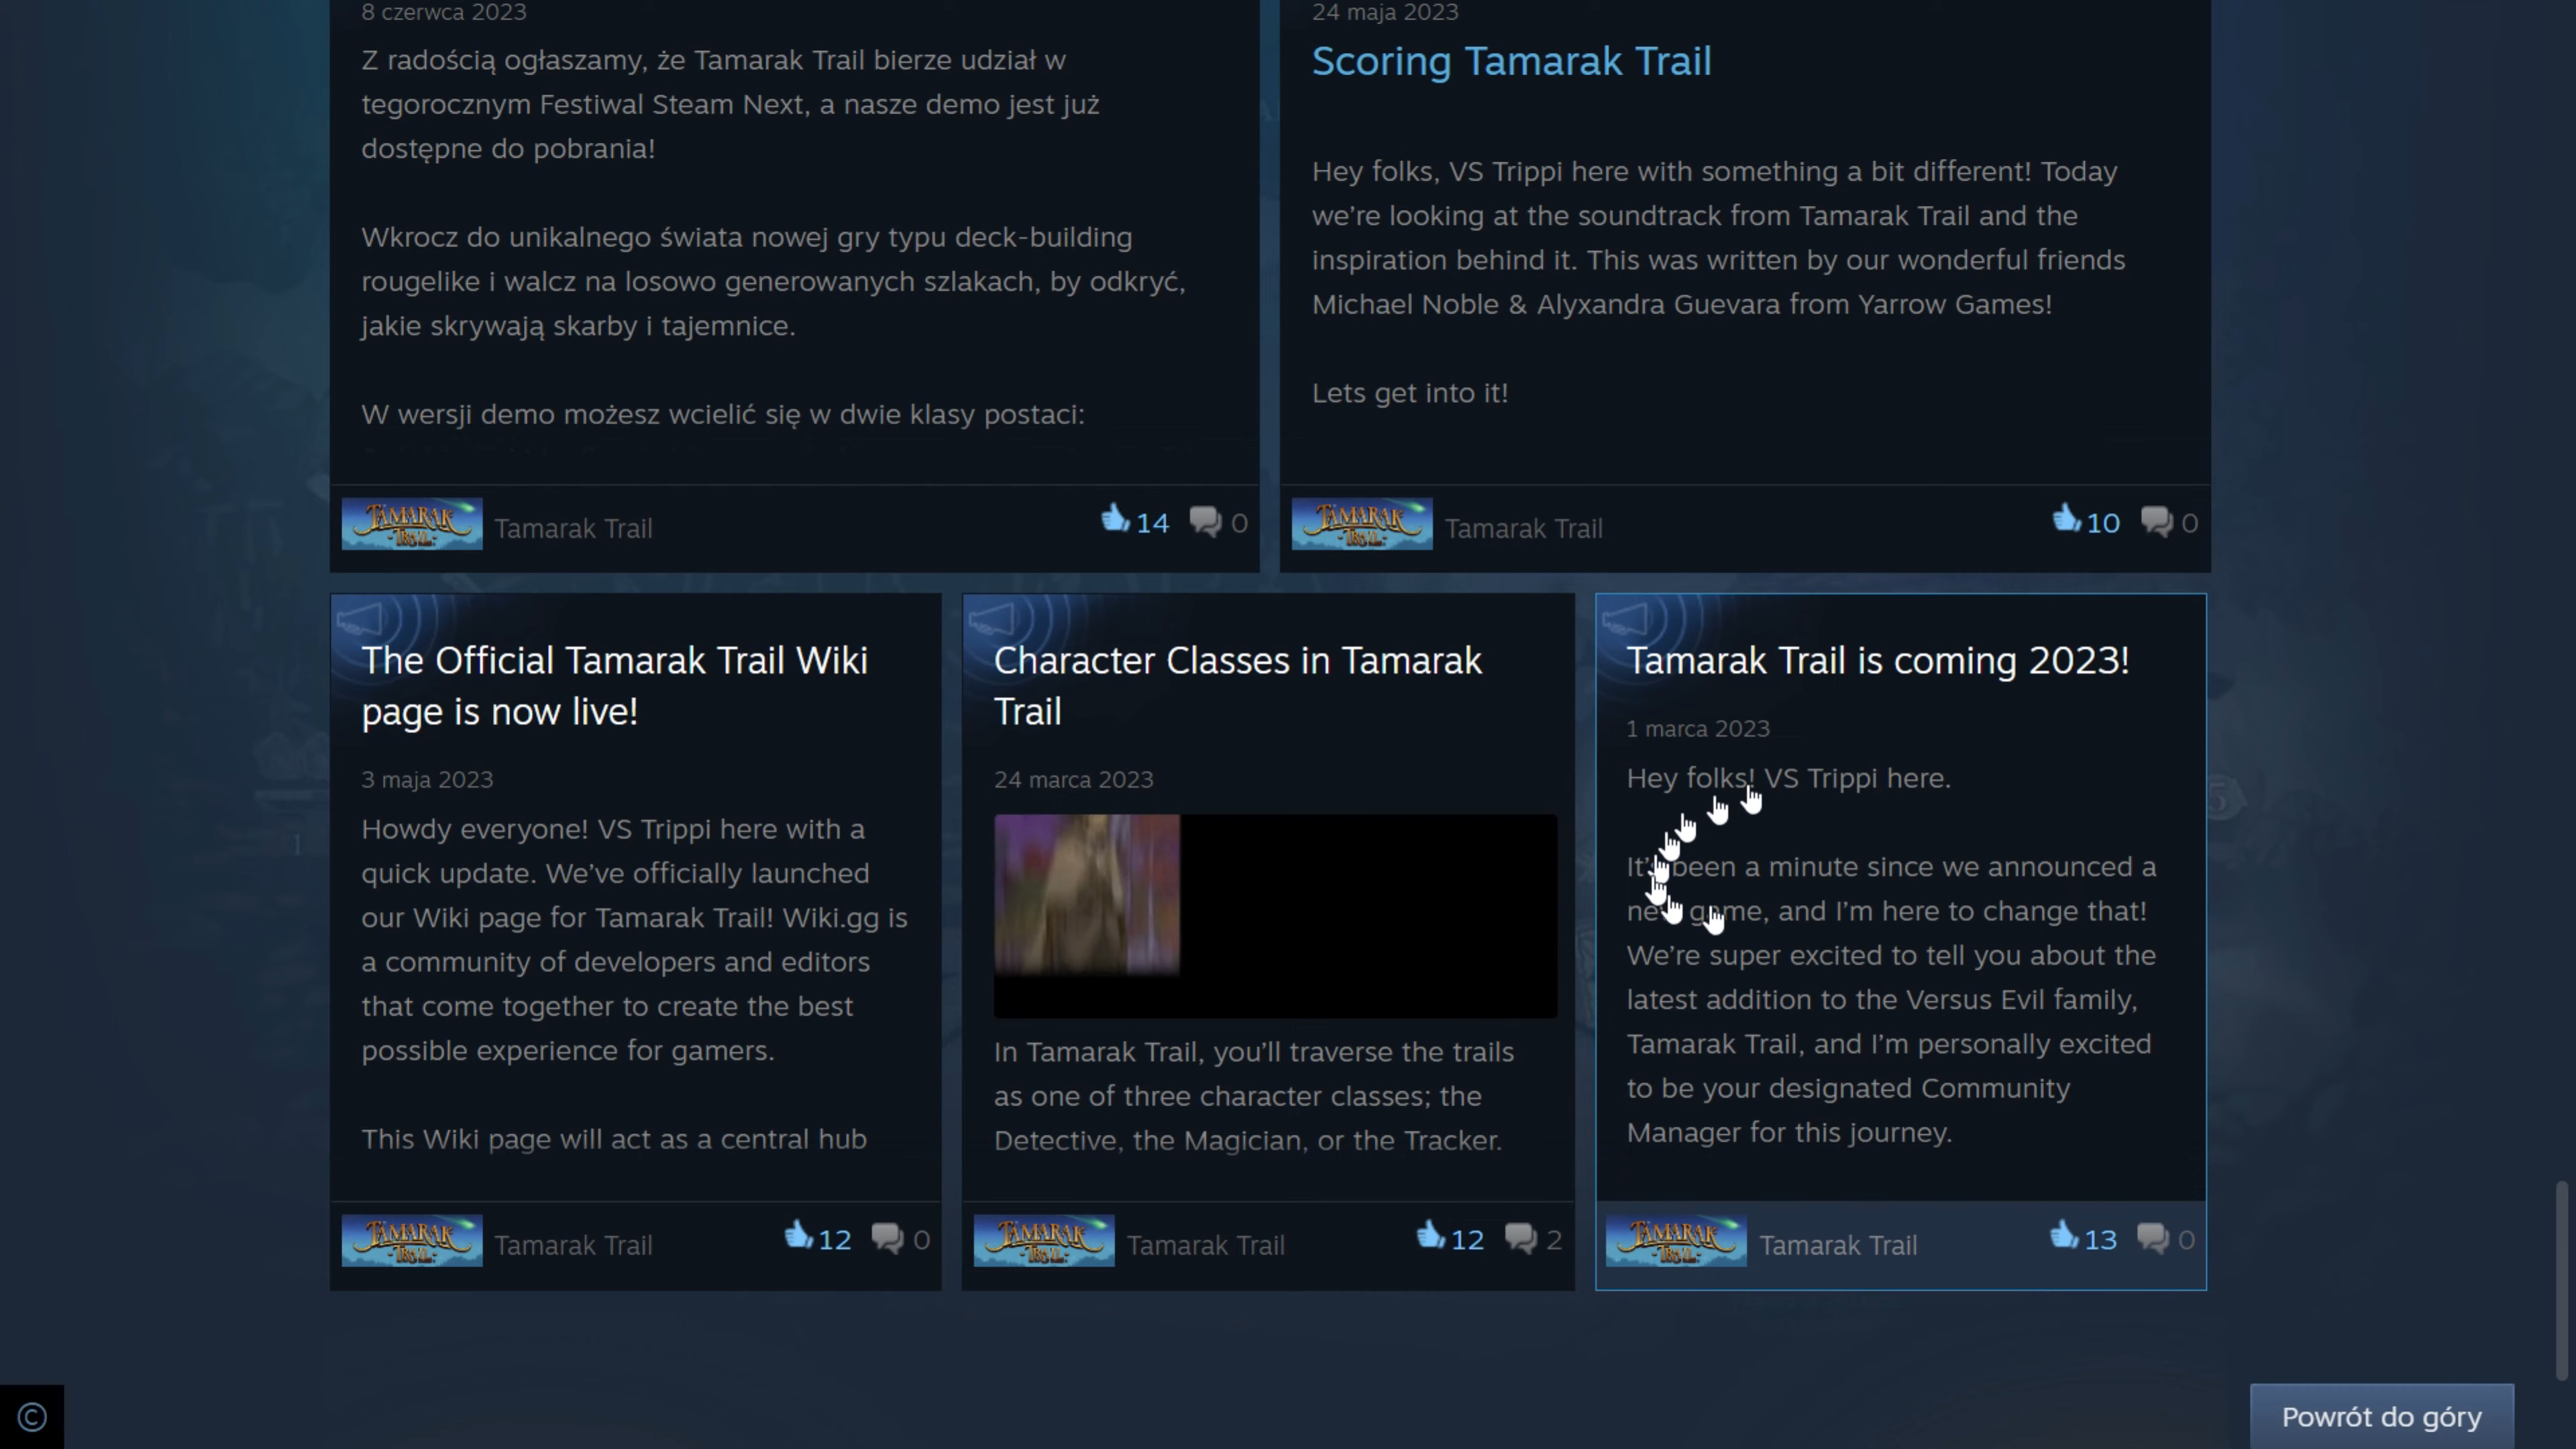 8 czerwca 2023
Z radością ogłaszamy, że Tamarak Trail bierze udział w
tegorocznym Festiwal Steam Next, a nasze demo jest już
dostępne do pobrania!
Wkrocz do unikalnego świata nowej gry typu deck-building
rougelike i walcz na losowo generowanych szlakach, by odkryć,
jakie skrywają skarby i tajemnice.
W wersji demo możesz wcielić się w dwie klasy postaci:
TAMARAK
TRAIL
Tamarak Trail
14
0
24 maja 2023
Scoring Tamarak Trail
Hey folks, VS Trippi here with something a bit different! Today
we're looking at the soundtrack from Tamarak Trail and the
inspiration behind it. This was written by our wonderful friends
Michael Noble & Alyxandra Guevara from Yarrow Games!
Lets get into it!
TAMARAK
TRAIL
Tamarak Trail
10
0
The Official Tamarak Trail Wiki
page is now live!
3 maja 2023
Howdy everyone! VS Trippi here with a
quick update. We've officially launched
our Wiki page for Tamarak Trail! Wiki.gg is
a community of developers and editors
that come together to create the best
possible experience for gamers.
This Wiki page will act as a central hub
TAMARAK
TRAIL
Tamarak Trail
12
0
Character Classes in Tamarak
Trail
24 marca 2023
In Tamarak Trail, you'll traverse the trails
as one of three character classes; the
Detective, the Magician, or the Tracker.
TAMARAK
TRAIL
Tamarak Trail
12
2
Tamarak Trail is coming 2023!
1 marca 2023
Hey folks! VS Trippi here.
It's been a minute since we announced a
new game, and I'm here to change that!
We're super excited to tell you about the
latest addition to the Versus Evil family,
Tamarak Trail, and I'm personally excited
to be your designated Community
Manager for this journey.
TAMARAK
TRAIL
Tamarak Trail
13
0
©
Powrót do góry